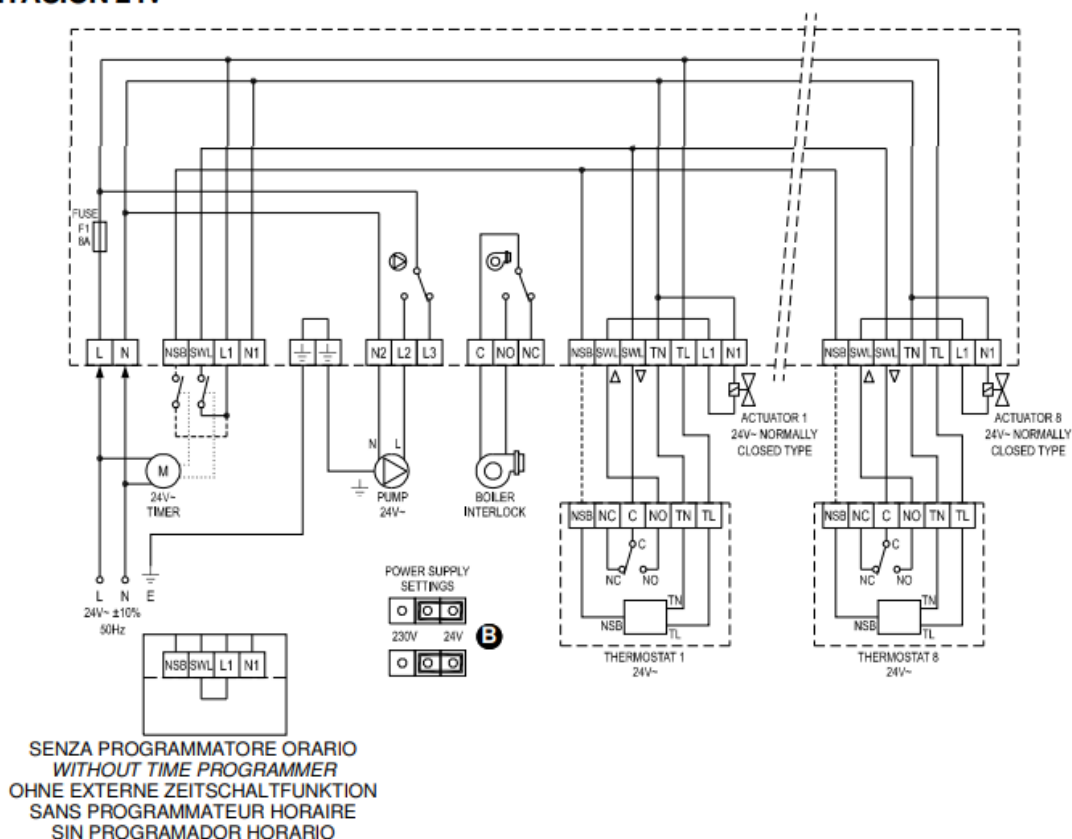 FUSE
F1
8A
L N NSB SWL L1 N1 N2 L2 L3 C NO NC NSB SWL SWL TN TL L1 N1 NSB SWL SWL TN TL L1 N1
ACTUATOR 1
24V~ NORMALLY
CLOSED TYPE
ACTUATOR 8
24V~ NORMALLY
CLOSED TYPE
M
24V~
TIMER
N L
PUMP
24V~
BOILER
INTERLOCK
NSB NC C NO TN TL
C
NC NO
TN
NSB
TL
THERMOSTAT 1
24V~
NSB NC C NO TN TL
C
NC NO
TN
NSB
TL
THERMOSTAT 8
24V~
L N E
24V~ ±10%
50Hz
POWER SUPPLY
SETTINGS
230V 24V
B
NSB SWL L1 N1
SENZA PROGRAMMATORE ORARIO
WITHOUT TIME PROGRAMMER
OHNE EXTERNE ZEITSCHALTFUNKTION
SANS PROGRAMMATEUR HORAIRE
SIN PROGRAMADOR HORARIO